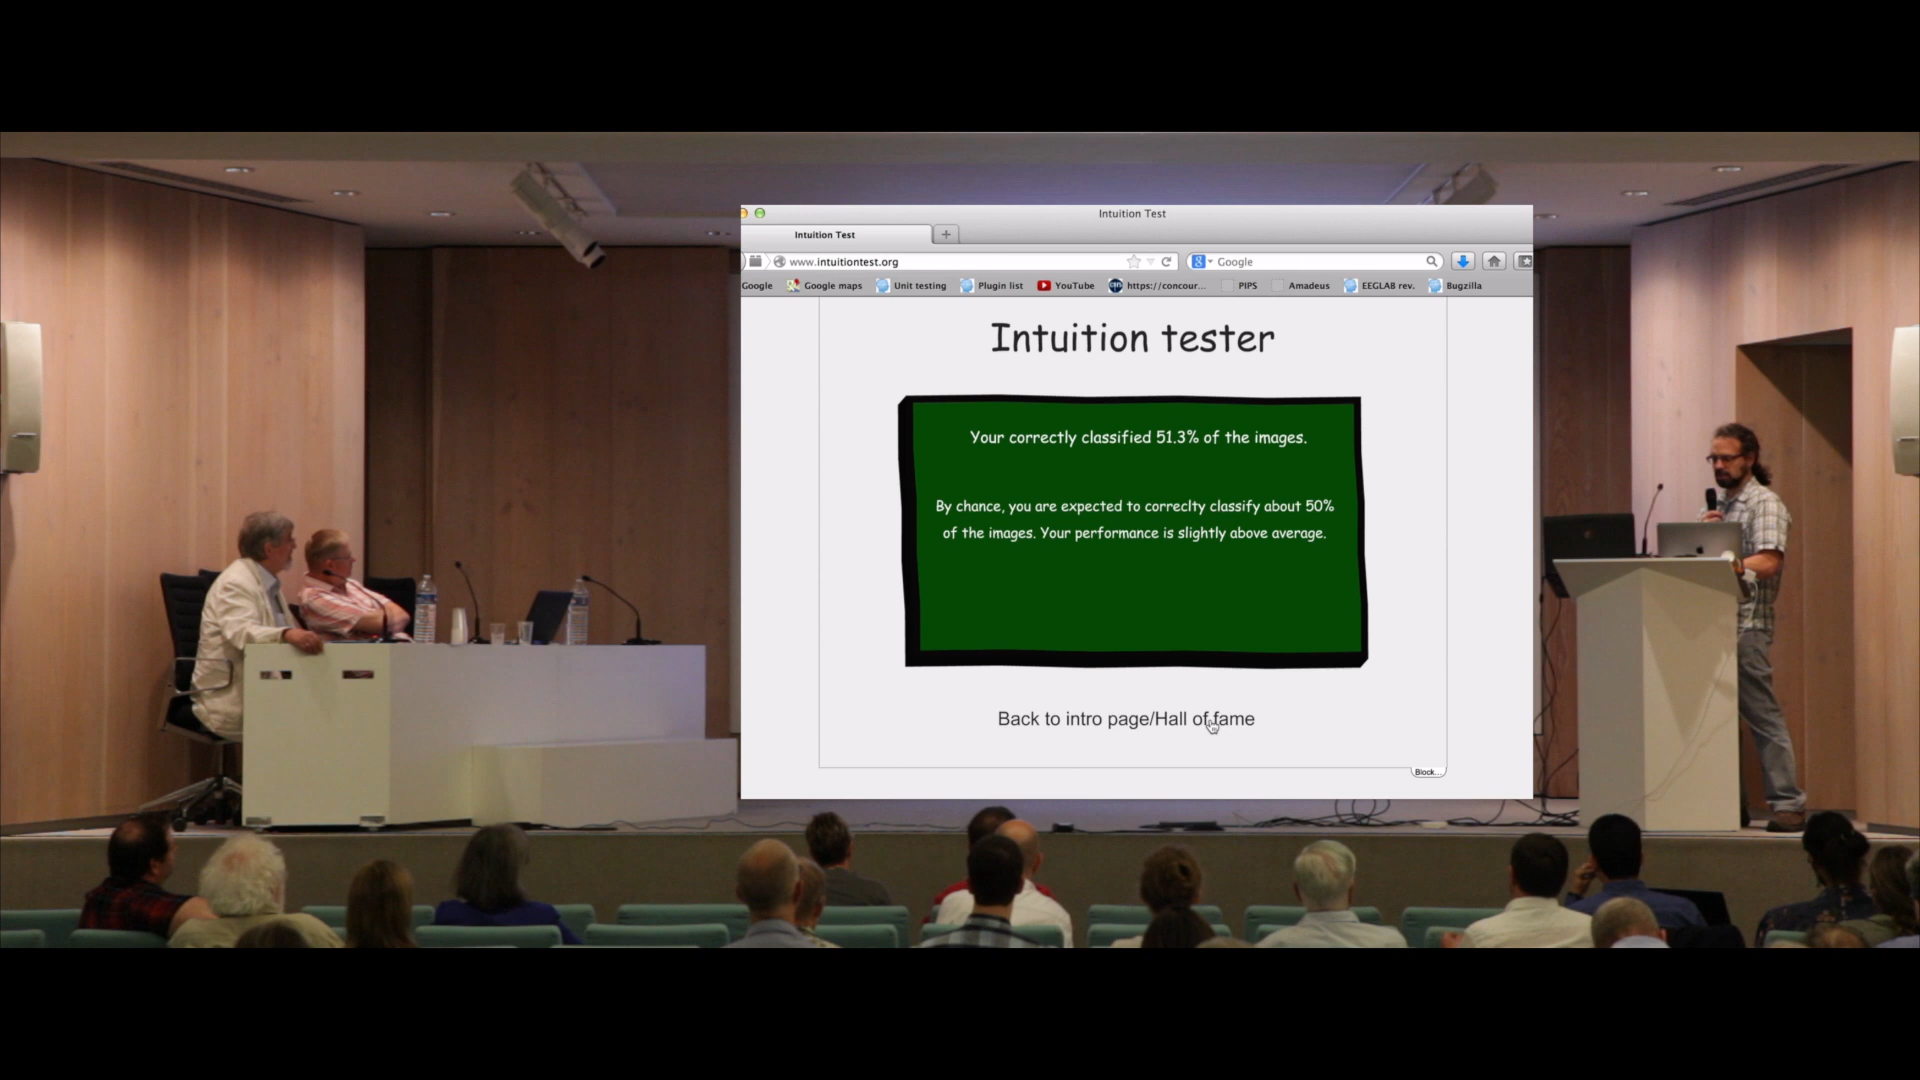 Intuition Test
Intuition Test
www.intuitiontest.org
Google
Google
Google maps
Unit testing
Plugin list
YouTube
https://concour...
PIPS
Amadeus
EEGLAB rev.
Bugzilla
Intuition tester
Your correctly classified 51.3% of the images.
By chance, you are expected to correclty classify about 50%
of the images. Your performance is slightly above average.
Back to intro page/Hall of fame
Block...